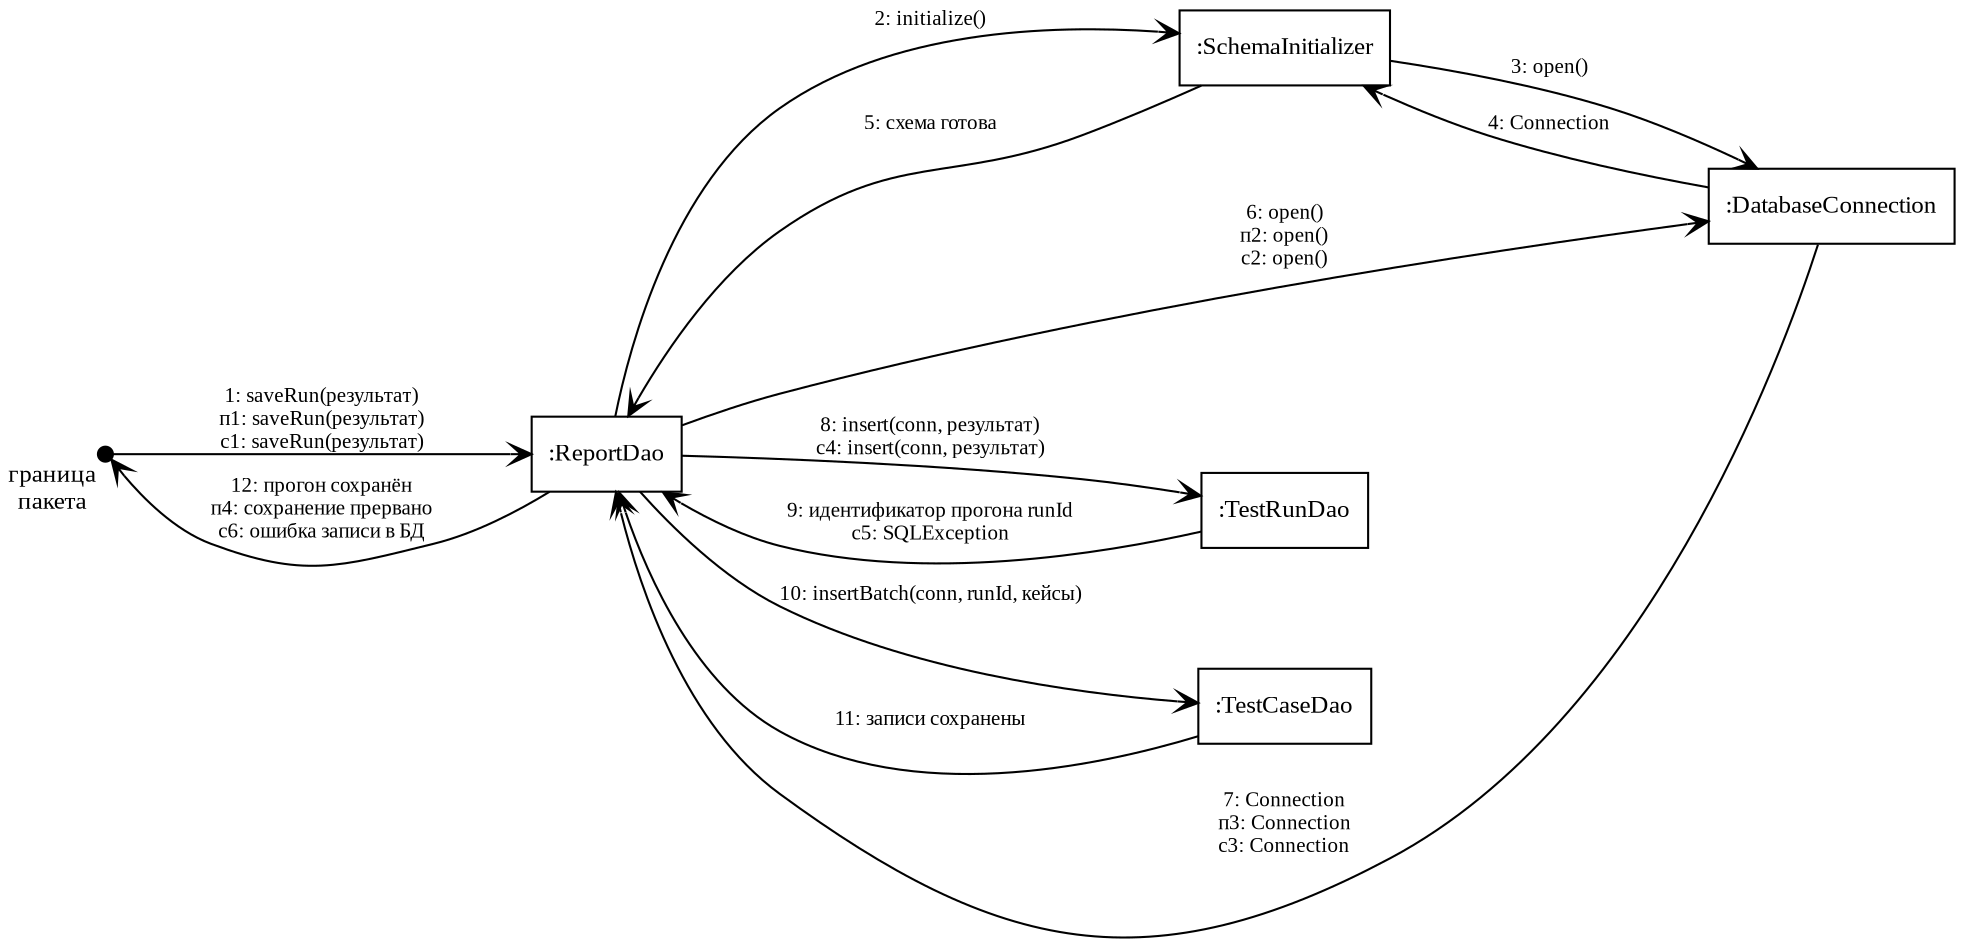 2: initialize()
:SchemaInitializer
3: open()
5: схема готова
4: Connection
:DatabaseConnection
6: open()
п2: open()
с2: open()
1: saveRun(результат)
п1: saveRun(результат)
с1: saveRun(результат)
граница
пакета
:ReportDao
8: insert(conn, результат)
с4: insert(conn, результат)
12: прогон сохранён
п4: сохранение прервано
с6: ошибка записи в БД
9: идентификатор прогона runId
с5: SQLException
:TestRunDao
10: insertBatch(conn, runId, кейсы)
:TestCaseDao
11: записи сохранены
7: Connection
п3: Connection
с3: Connection